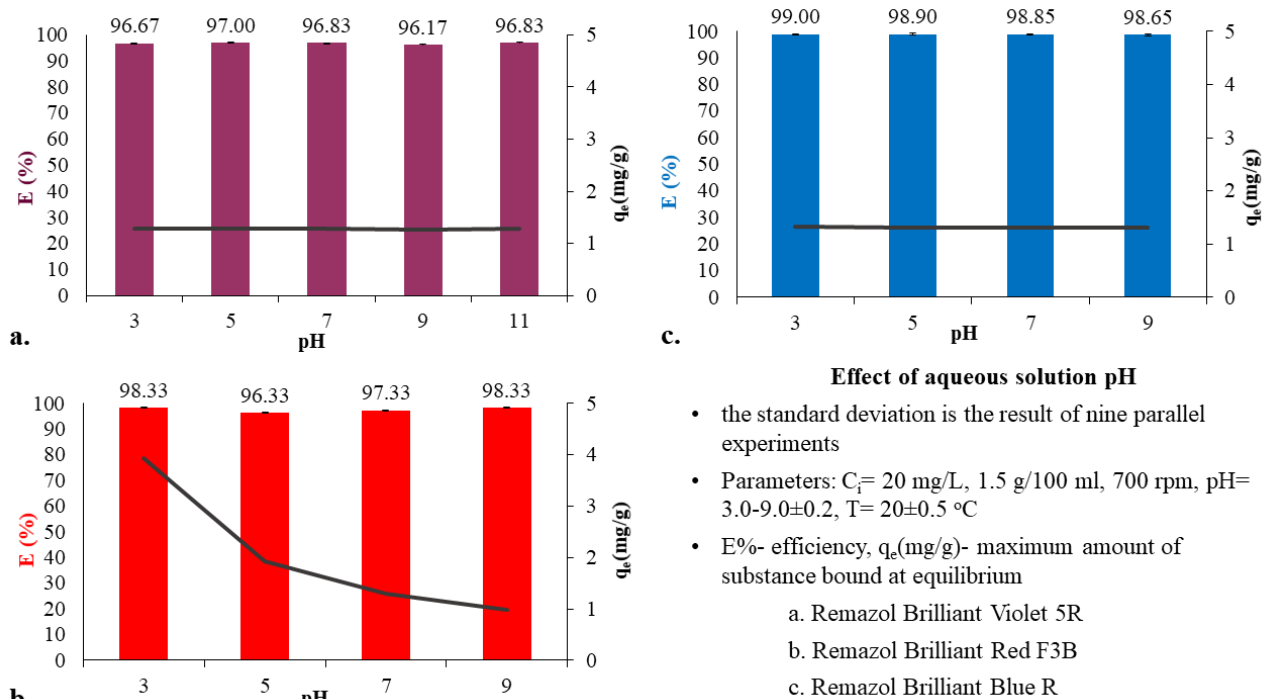 96.67 97.00 96.83 96.17 96.83
100
90
80
70
60
50
40
30
20
10
0
E (%)
5
4
3
2
1
0
qₑ(mg/g)
3 5 7 9 11
pH
a.
99.00 98.90 98.85 98.65
100
90
80
70
60
50
40
30
20
10
0
E (%)
5
4
3
2
1
0
qₑ(mg/g)
3 5 7 9
pH
c.
98.33 96.33 97.33 98.33
100
90
80
70
60
50
40
30
20
10
0
E (%)
5
4
3
2
1
0
qₑ(mg/g)
3 5 7 9
pH
b.
Effect of aqueous solution pH
• the standard deviation is the result of nine parallel
experiments
• Parameters: Cᵢ= 20 mg/L, 1.5 g/100 ml, 700 rpm, pH=
3.0-9.0±0.2, T= 20±0.5 °C
• E%- efficiency, qₑ(mg/g)- maximum amount of
substance bound at equilibrium
a. Remazol Brilliant Violet 5R
b. Remazol Brilliant Red F3B
c. Remazol Brilliant Blue R